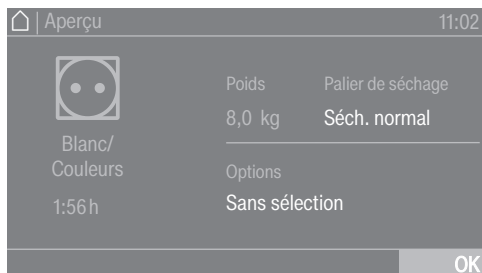 Aperçu
11:02
Blanc/
Couleurs
1:56 h
Poids
Palier de séchage
8,0 kg
Séch. normal
Options
Sans sélection
OK